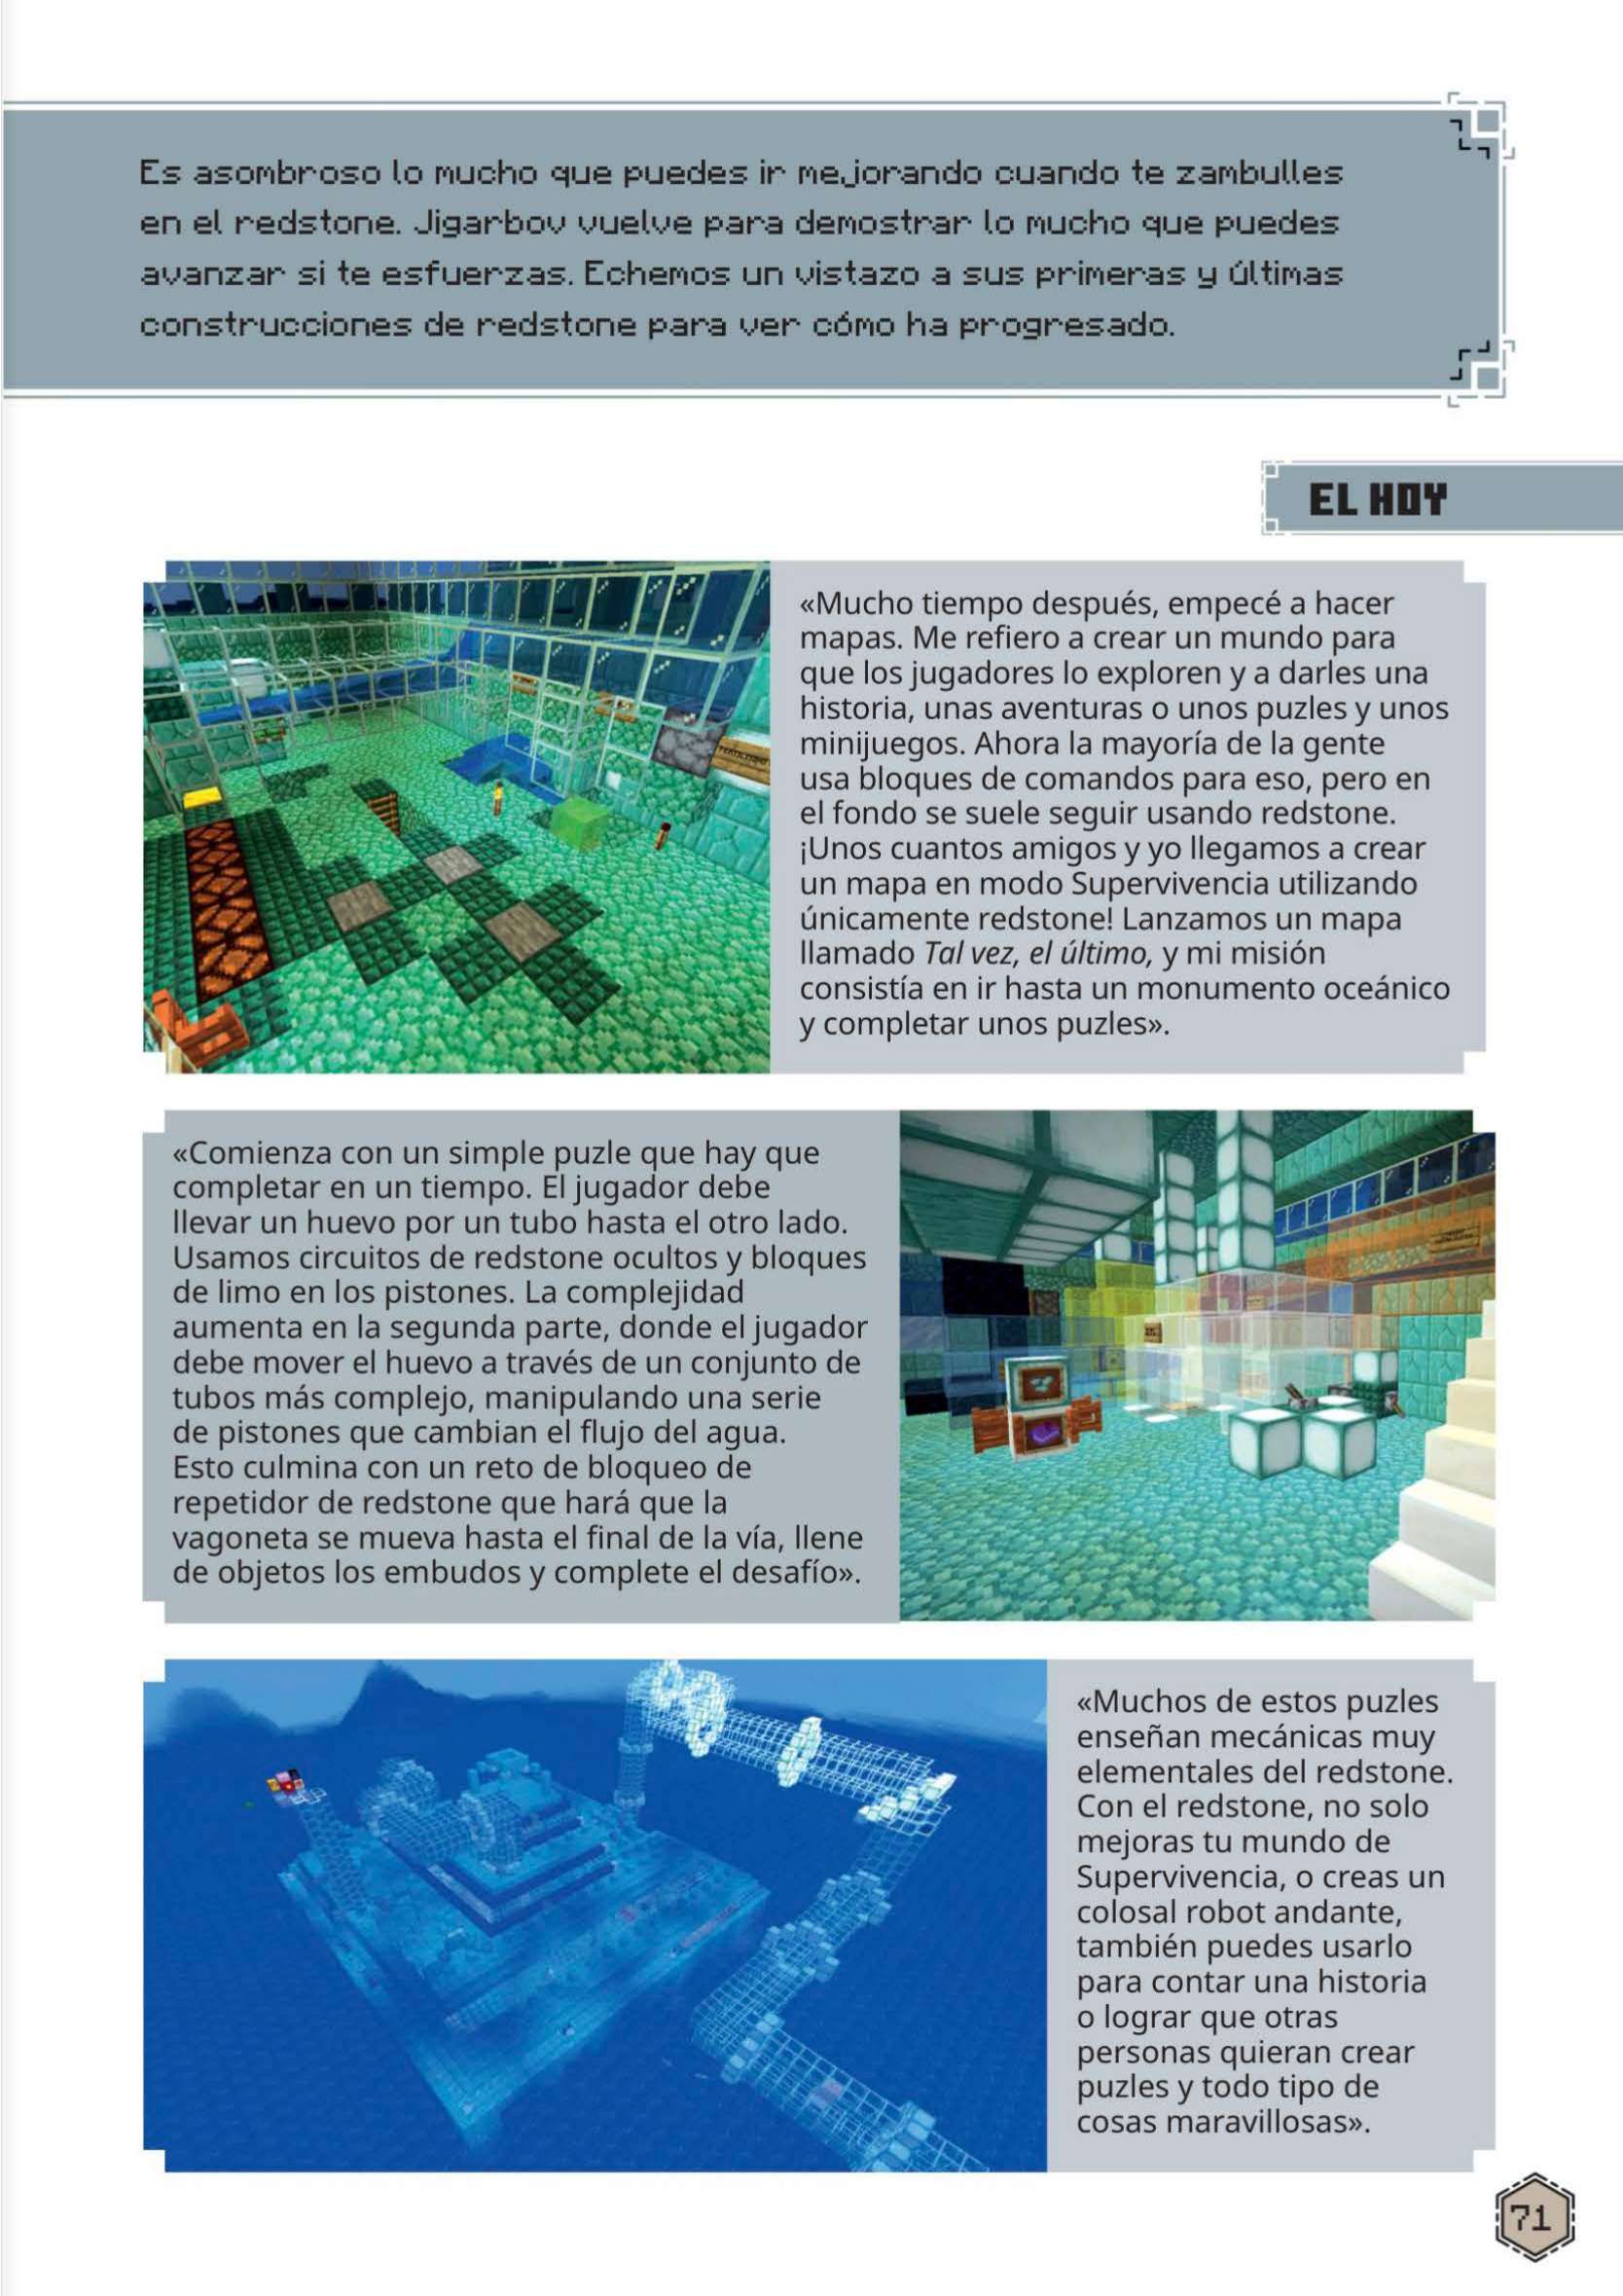 Es asombroso lo mucho que puedes ir mejorando cuando te zambulles
en el redstone. Jigarbov vuelve para demostrar lo mucho que puedes
avanzar si te esfuerzas. Echemos un vistazo a sus primeras y últimas
construcciones de redstone para ver cómo ha progresado.
EL HOY
«Mucho tiempo después, empecé a hacer
mapas. Me refiero a crear un mundo para
que los jugadores lo exploren y a darles una
historia, unas aventuras o unos puzles y unos
minijuegos. Ahora la mayoría de la gente
usa bloques de comandos para eso, pero en
el fondo se suele seguir usando redstone.
¡Unos cuantos amigos y yo llegamos a crear
un mapa en modo Supervivencia utilizando
únicamente redstone! Lanzamos un mapa
llamado Tal vez, el último, y mi misión
consistía en ir hasta un monumento oceánico
y completar unos puzles».
«Comienza con un simple puzle que hay que
completar en un tiempo. El jugador debe
llevar un huevo por un tubo hasta el otro lado.
Usamos circuitos de redstone ocultos y bloques
de limo en los pistones. La complejidad
aumenta en la segunda parte, donde el jugador
debe mover el huevo a través de un conjunto de
tubos más complejo, manipulando una serie
de pistones que cambian el flujo del agua.
Esto culmina con un reto de bloqueo de
repetidor de redstone que hará que la
vagoneta se mueva hasta el final de la vía, llene
de objetos los embudos y complete el desafío».
«Muchos de estos puzles
enseñan mecánicas muy
elementales del redstone.
Con el redstone, no solo
mejoras tu mundo de
Supervivencia, o creas un
colosal robot andante,
también puedes usarlo
para contar una historia
o lograr que otras
personas quieran crear
puzles y todo tipo de
cosas maravillosas».
71